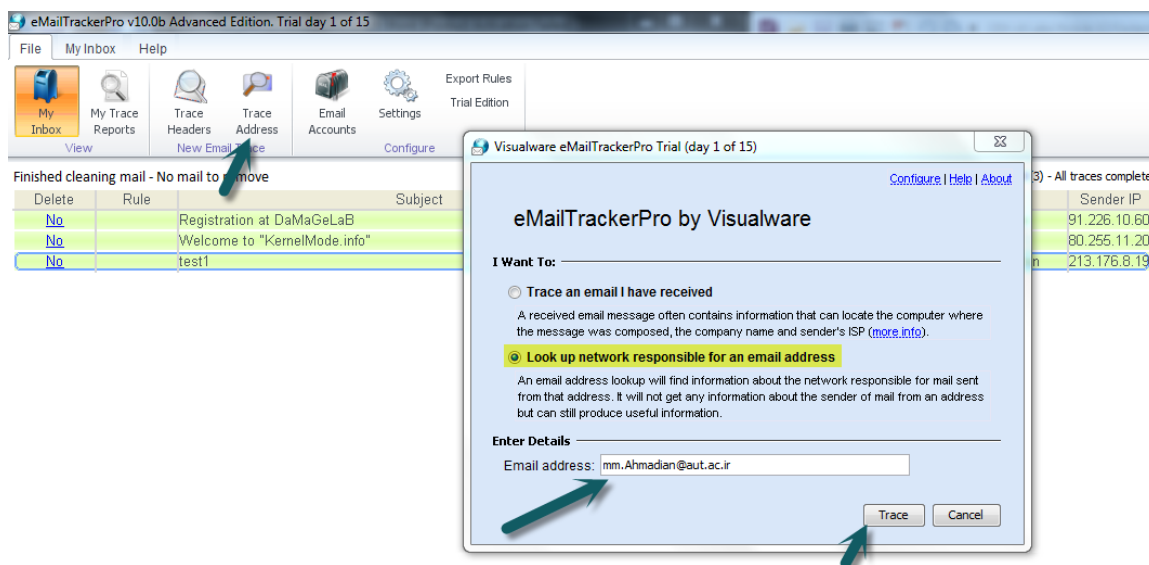 eMailTrackerPro v10.0b Advanced Edition. Trial day 1 of 15
File My Inbox Help
My Inbox
My Trace Reports
Trace Headers
Trace Address
Email Accounts
Settings
Export Rules
Trial Edition
View
New Email Trace
Configure
Finished cleaning mail - No mail to remove
3) - All traces complete
Delete Rule Subject Sender IP
No Registration at DaMaGeLaB 91.226.10.60
No Welcome to "KernelMode.info" 80.255.11.20
No test1 n 213.176.8.19
Visualware eMailTrackerPro Trial (day 1 of 15)
Configure | Help | About
eMailTrackerPro by Visualware
I Want To:
Trace an email I have received
A received email message often contains information that can locate the computer where
the message was composed, the company name and sender's ISP (more info).
Look up network responsible for an email address
An email address lookup will find information about the network responsible for mail sent
from that address. It will not get any information about the sender of mail from an address
but can still produce useful information.
Enter Details
Email address: mm.Ahmadian@aut.ac.ir
Trace Cancel